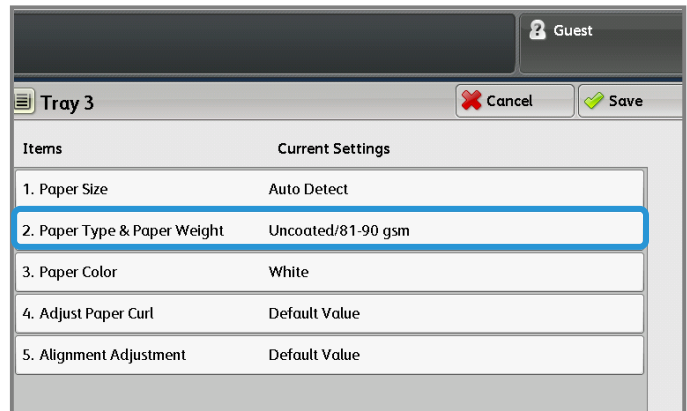 Guest
Tray 3 Cancel Save
Items Current Settings
1. Paper Size Auto Detect
2. Paper Type & Paper Weight Uncoated/81-90 gsm
3. Paper Color White
4. Adjust Paper Curl Default Value
5. Alignment Adjustment Default Value